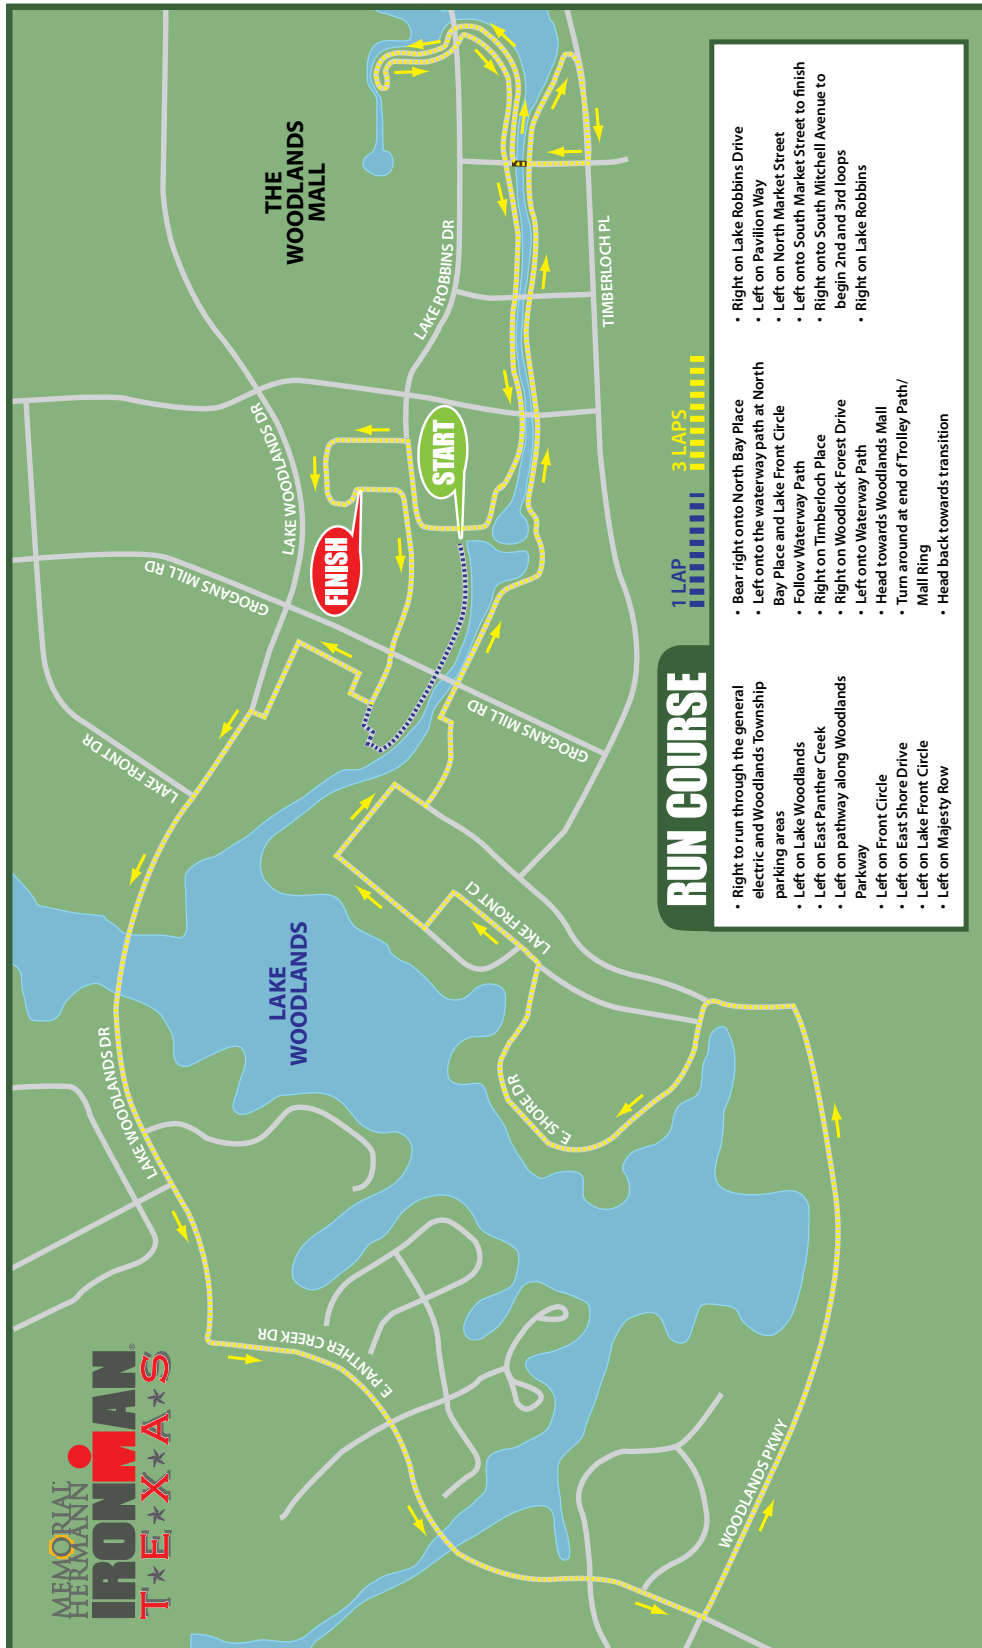 MEMORIAL
HERMANN
IRONMAN®
T★E★X★A★S
LAKE WOODLANDS DR
E. PANTHER CREEK DR
WOODLANDS PKWY
LAKE
WOODLANDS
E. SHORE DR
LAKE FRONT CI
LAKE FRONT DR
GROGANS MILL RD
GROGANS MILL RD
LAKE WOODLANDS DR
FINISH
START
LAKE ROBBINS DR
THE
WOODLANDS
MALL
TIMBERLOCH PL
1 LAP
3 LAPS
RUN COURSE
• Right to run through the general
electric and Woodlands Township
parking areas
• Left on Lake Woodlands
• Left on East Panther Creek
• Left on pathway along Woodlands
Parkway
• Left on Front Circle
• Left on East Shore Drive
• Left on Lake Front Circle
• Left on Majesty Row
• Bear right onto North Bay Place
• Left onto the waterway path at North
Bay Place and Lake Front Circle
• Follow Waterway Path
• Right on Timberloch Place
• Right on Woodlock Forest Drive
• Left onto Waterway Path
• Head towards Woodlands Mall
• Turn around at end of Trolley Path/
Mall Ring
• Head back towards transition
• Right on Lake Robbins Drive
• Left on Pavilion Way
• Left on North Market Street
• Left onto South Market Street to finish
• Right onto South Mitchell Avenue to
begin 2nd and 3rd loops
• Right on Lake Robbins